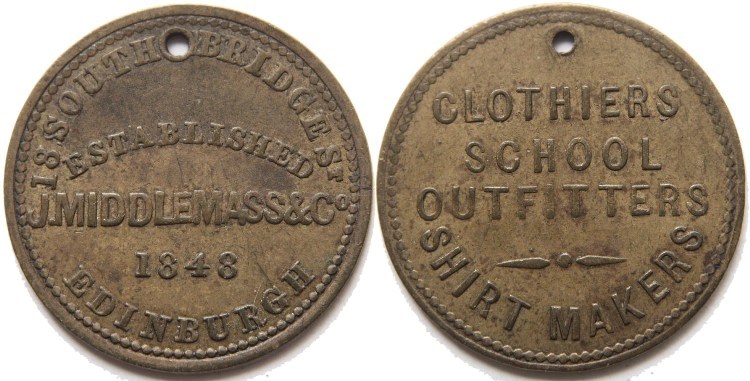 18 SOUTH BRIDGE ST
ESTABLISHED
J. MIDDLEMASS & Co
1848
EDINBURGH
CLOTHIERS
SCHOOL
OUTFITTERS
SHIRT MAKERS